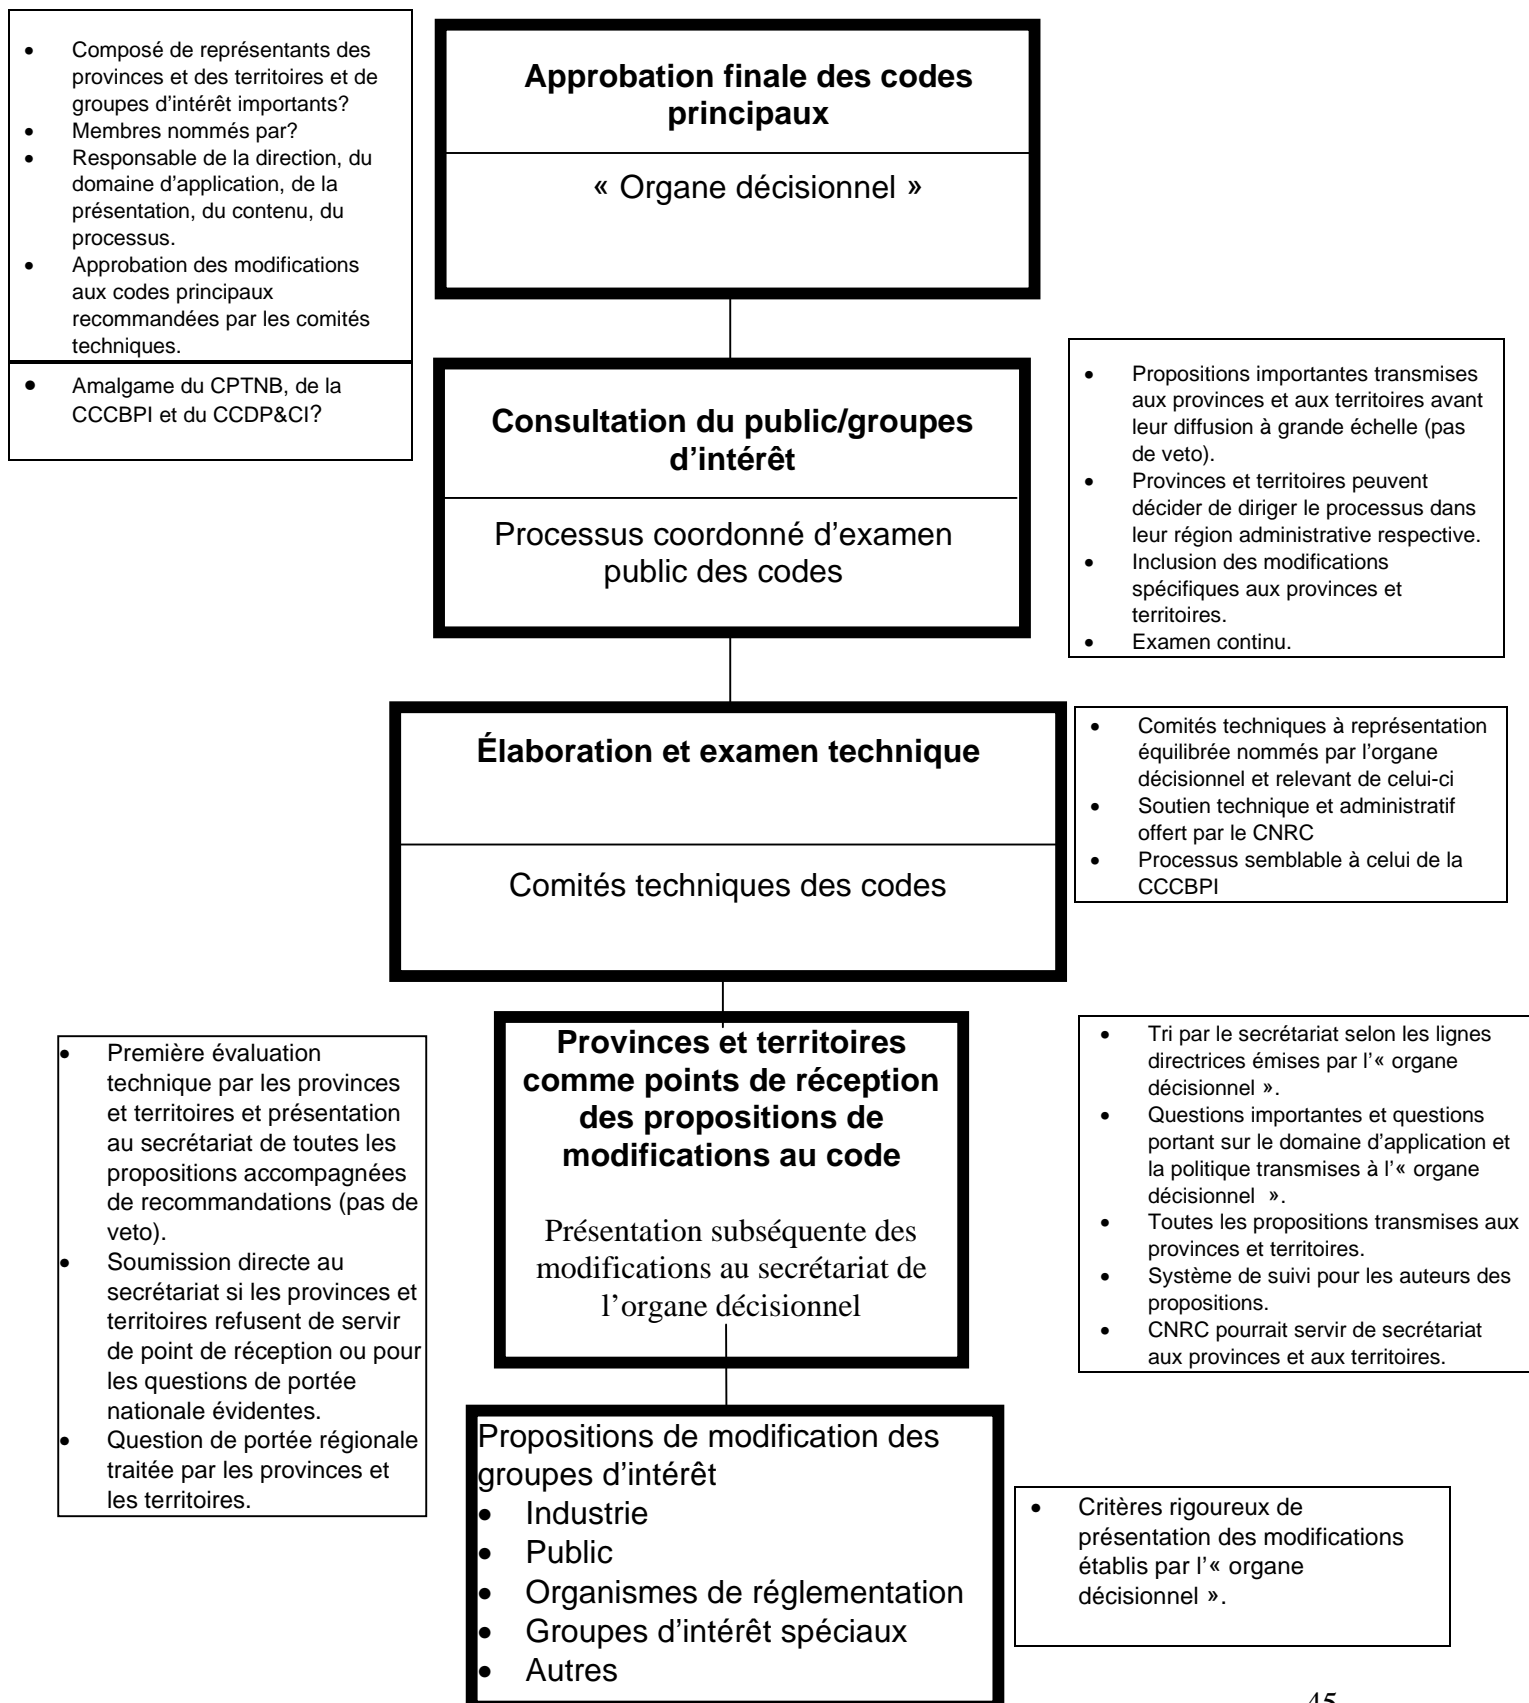 • Composé de représentants des
provinces et des territoires et de
groupes d'intérêt importants?
• Membres nommés par?
• Responsable de la direction, du
domaine d'application, de la
présentation, du contenu, du
processus.
• Approbation des modifications
aux codes principaux
recommandées par les comités
techniques.
• Amalgame du CPTNB, de la
CCCBPI et du CCDP&CI?
Approbation finale des codes
principaux
« Organe décisionnel »
Consultation du public/groupes
d'intérêt
Processus coordonné d'examen
public des codes
• Propositions importantes transmises
aux provinces et aux territoires avant
leur diffusion à grande échelle (pas
de veto).
• Provinces et territoires peuvent
décider de diriger le processus dans
leur région administrative respective.
• Inclusion des modifications
spécifiques aux provinces et
territoires.
• Examen continu.
Élaboration et examen technique
Comités techniques des codes
• Comités techniques à représentation
équilibrée nommés par l'organe
décisionnel et relevant de celui-ci
• Soutien technique et administratif
offert par le CNRC
• Processus semblable à celui de la
CCCBPI
• Première évaluation
technique par les provinces
et territoires et présentation
au secrétariat de toutes les
propositions accompagnées
de recommandations (pas de
veto).
• Soumission directe au
secrétariat si les provinces et
territoires refusent de servir
de point de réception ou pour
les questions de portée
nationale évidentes.
• Question de portée régionale
traitée par les provinces et
les territoires.
Provinces et territoires
comme points de réception
des propositions de
modifications au code
Présentation subséquente des
modifications au secrétariat de
l'organe décisionnel
• Tri par le secrétariat selon les lignes
directrices émises par l'« organe
décisionnel ».
• Questions importantes et questions
portant sur le domaine d'application et
la politique transmises à l'« organe
décisionnel ».
• Toutes les propositions transmises aux
provinces et territoires.
• Système de suivi pour les auteurs des
propositions.
• CNRC pourrait servir de secrétariat
aux provinces et aux territoires.
Propositions de modification des
groupes d'intérêt
• Industrie
• Public
• Organismes de réglementation
• Groupes d'intérêt spéciaux
• Autres
• Critères rigoureux de
présentation des modifications
établis par l'« organe
décisionnel ».
45